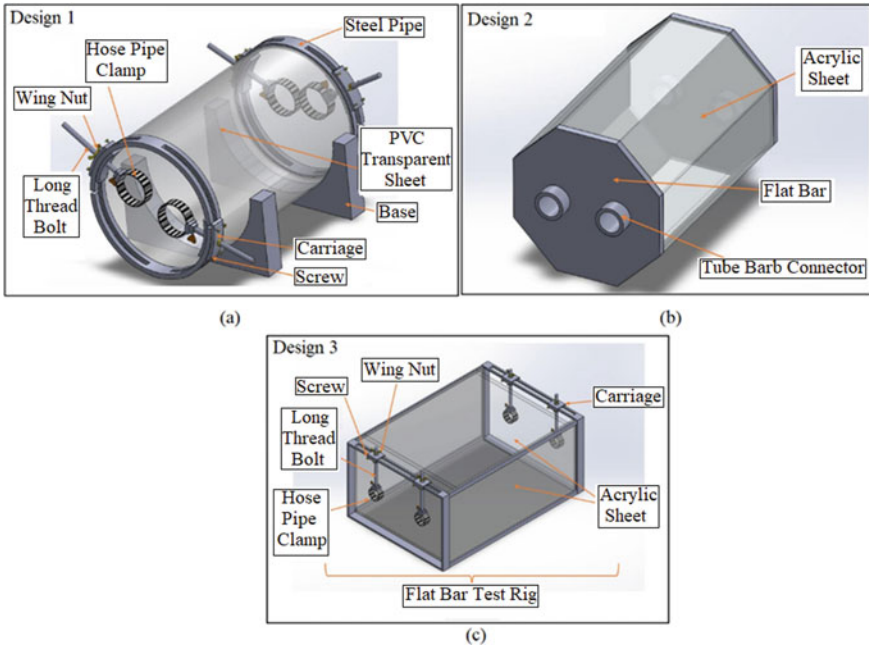 Design 1
Steel Pipe
Hose Pipe
Clamp
Wing Nut
Long
Thread
Bolt
PVC
Transparent
Sheet
Base
Carriage
Screw
(a)
Design 2
Acrylic
Sheet
Flat Bar
Tube Barb Connector
(b)
Design 3
Wing Nut
Screw
Carriage
Long
Thread
Bolt
Hose
Pipe
Clamp
Acrylic
Sheet
Flat Bar Test Rig
(c)